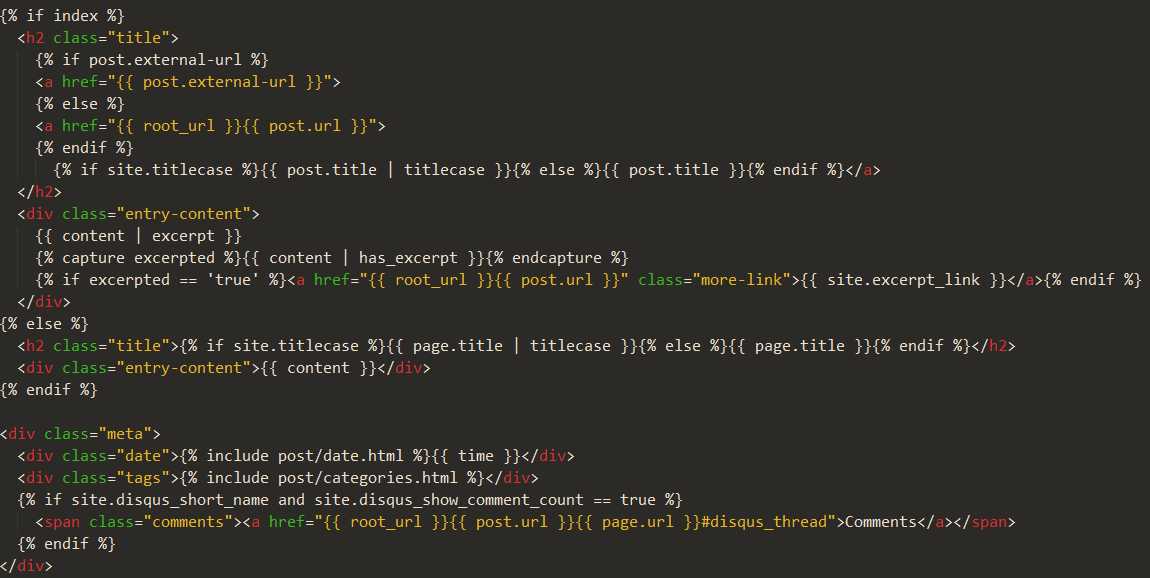 {% if index %}
  <h2 class="title">
    {% if post.external-url %}
    <a href="{{ post.external-url }}">
    {% else %}
    <a href="{{ root_url }}{{ post.url }}">
    {% endif %}
      {% if site.titlecase %}{{ post.title | titlecase }}{% else %}{{ post.title }}{% endif %}</a>
  </h2>
  <div class="entry-content">
    {{ content | excerpt }}
    {% capture excerpted %}{{ content | has_excerpt }}{% endcapture %}
    {% if excerpted == 'true' %}<a href="{{ root_url }}{{ post.url }}" class="more-link">{{ site.excerpt_link }}</a>{% endif %}
  </div>
{% else %}
  <h2 class="title">{% if site.titlecase %}{{ page.title | titlecase }}{% else %}{{ page.title }}{% endif %}</h2>
  <div class="entry-content">{{ content }}</div>
{% endif %}

<div class="meta">
  <div class="date">{% include post/date.html %}{{ time }}</div>
  <div class="tags">{% include post/categories.html %}</div>
  {% if site.disqus_short_name and site.disqus_show_comment_count == true %}
    <span class="comments"><a href="{{ root_url }}{{ post.url }}{{ page.url }}#disqus_thread">Comments</a></span>
  {% endif %}
</div>